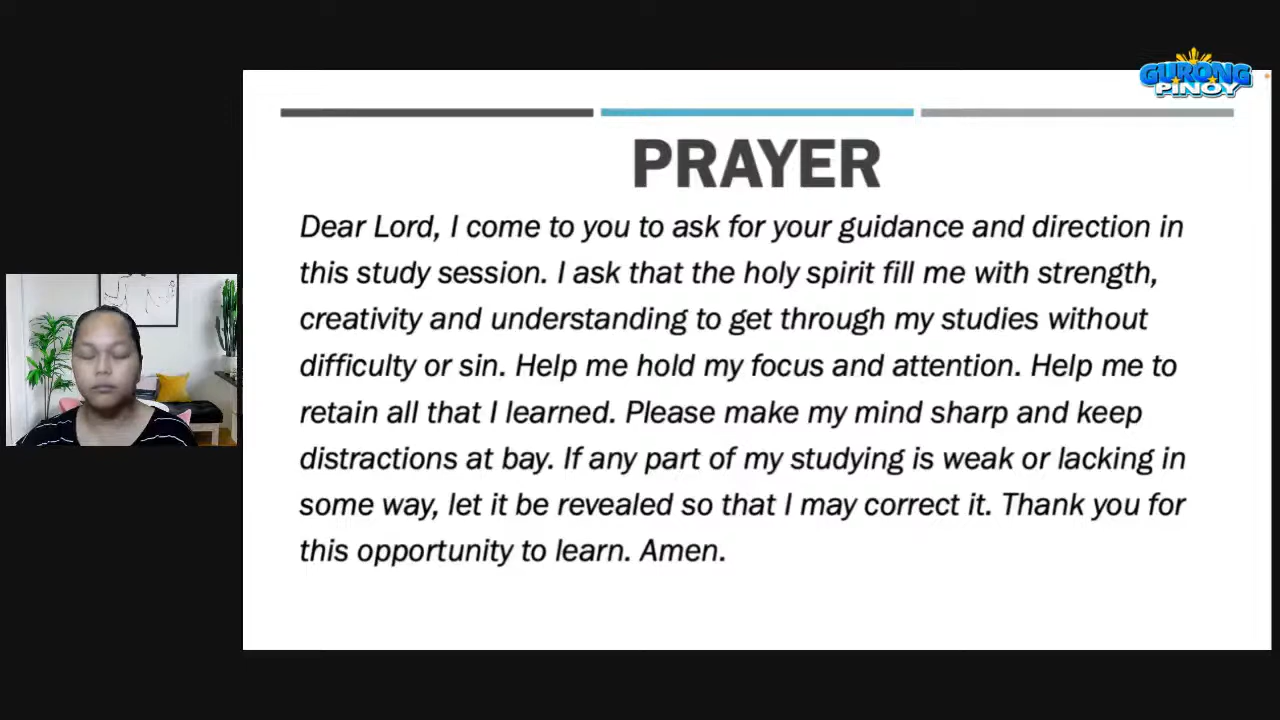 GURONG
PINOY
PRAYER
Dear Lord, I come to you to ask for your guidance and direction in
this study session. I ask that the holy spirit fill me with strength,
creativity and understanding to get through my studies without
difficulty or sin. Help me hold my focus and attention. Help me to
retain all that I learned. Please make my mind sharp and keep
distractions at bay. If any part of my studying is weak or lacking in
some way, let it be revealed so that I may correct it. Thank you for
this opportunity to learn. Amen.